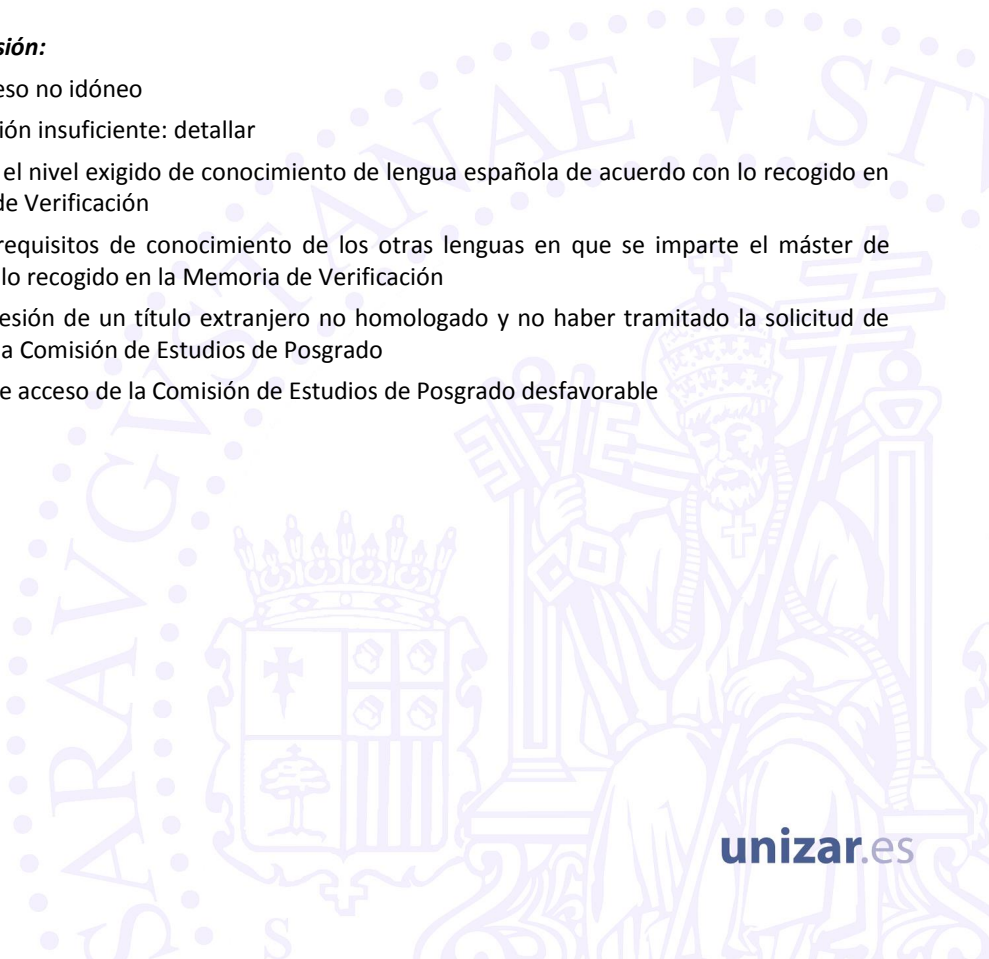 sión:
eso no idóneo
ión insuficiente: detallar
el nivel exigido de conocimiento de lengua española de acuerdo con lo recogido en
de Verificación
requisitos de conocimiento de los otras lenguas en que se imparte el máster de
lo recogido en la Memoria de Verificación
esión de un título extranjero no homologado y no haber tramitado la solicitud de
a Comisión de Estudios de Posgrado
e acceso de la Comisión de Estudios de Posgrado desfavorable
SARAVGVSTANAE ST
unizar.es
S